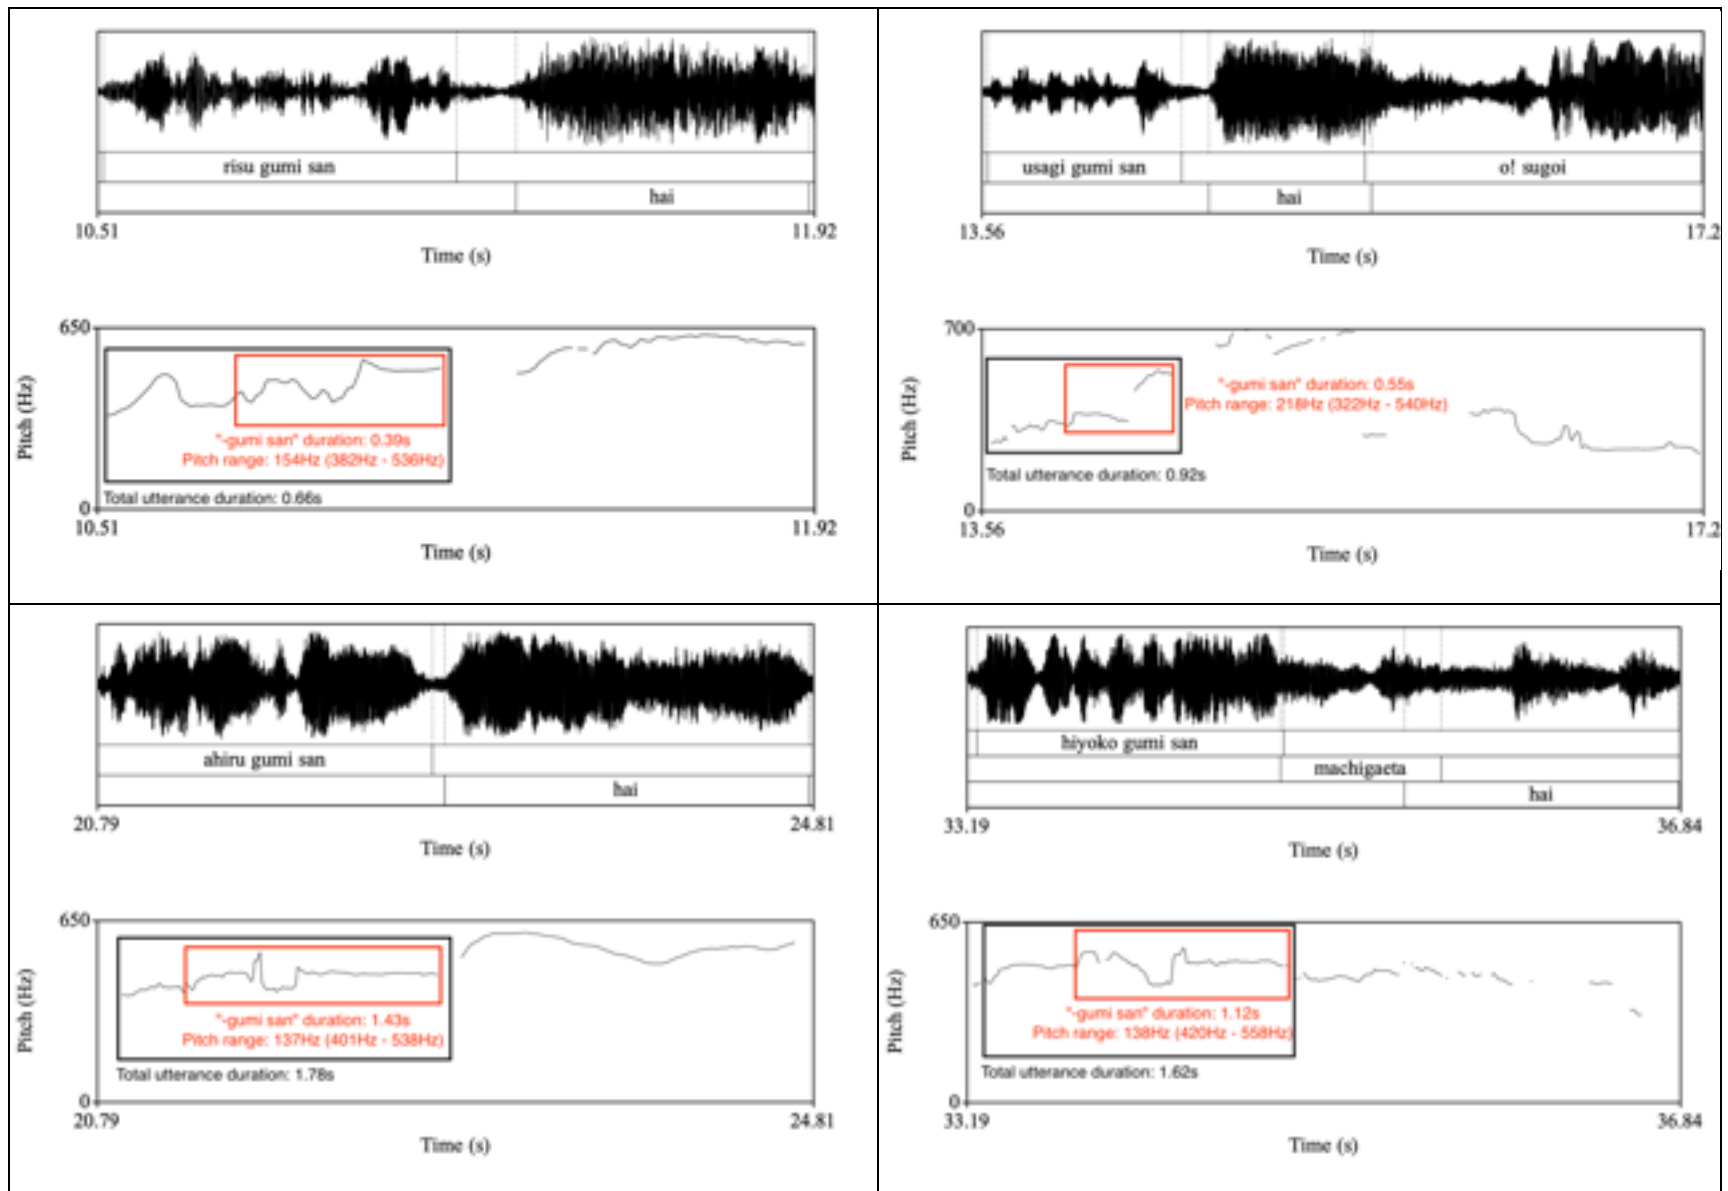 risu gumi san
hai
10.51
11.92
Time (s)
650
Pitch (Hz)
"-gumi san" duration: 0.39s
Pitch range: 154Hz (382Hz - 536Hz)
Total utterance duration: 0.66s
0
10.51
11.92
Time (s)
usagi gumi san
o! sugoi
hai
13.56
17.2
Time (s)
700
Pitch (Hz)
"-gumi san" duration: 0.55s
Pitch range: 218Hz (322Hz - 540Hz)
Total utterance duration: 0.92s
0
13.56
17.2
Time (s)
ahiru gumi san
hai
20.79
24.81
Time (s)
650
Pitch (Hz)
"-gumi san" duration: 1.43s
Pitch range: 137Hz (401Hz - 538Hz)
Total utterance duration: 1.78s
0
20.79
24.81
Time (s)
hiyoko gumi san
machigaeta
hai
33.19
36.84
Time (s)
650
Pitch (Hz)
"-gumi san" duration: 1.12s
Pitch range: 138Hz (420Hz - 558Hz)
Total utterance duration: 1.62s
0
33.19
36.84
Time (s)